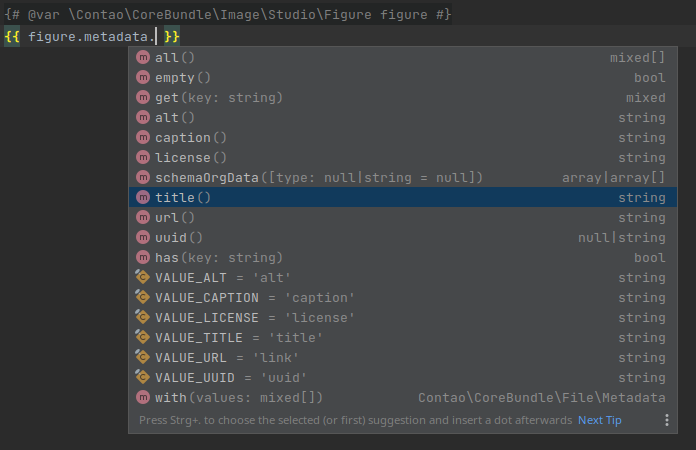 {# @var \Contao\CoreBundle\Image\Studio\Figure figure #}
{{ figure.metadata. }}
m all() mixed[]
m empty() bool
m get(key: string) mixed
m alt() string
m caption() string
m license() string
m schemaOrgData([type: null|string = null]) array|array[]
m title() string
m url() string
m uuid() null|string
m has(key: string) bool
C VALUE_ALT = 'alt' string
C VALUE_CAPTION = 'caption' string
C VALUE_LICENSE = 'license' string
C VALUE_TITLE = 'title' string
C VALUE_URL = 'link' string
C VALUE_UUID = 'uuid' string
m with(values: mixed[]) Contao\CoreBundle\File\Metadata
Press Strg+. to choose the selected (or first) suggestion and insert a dot afterwards Next Tip